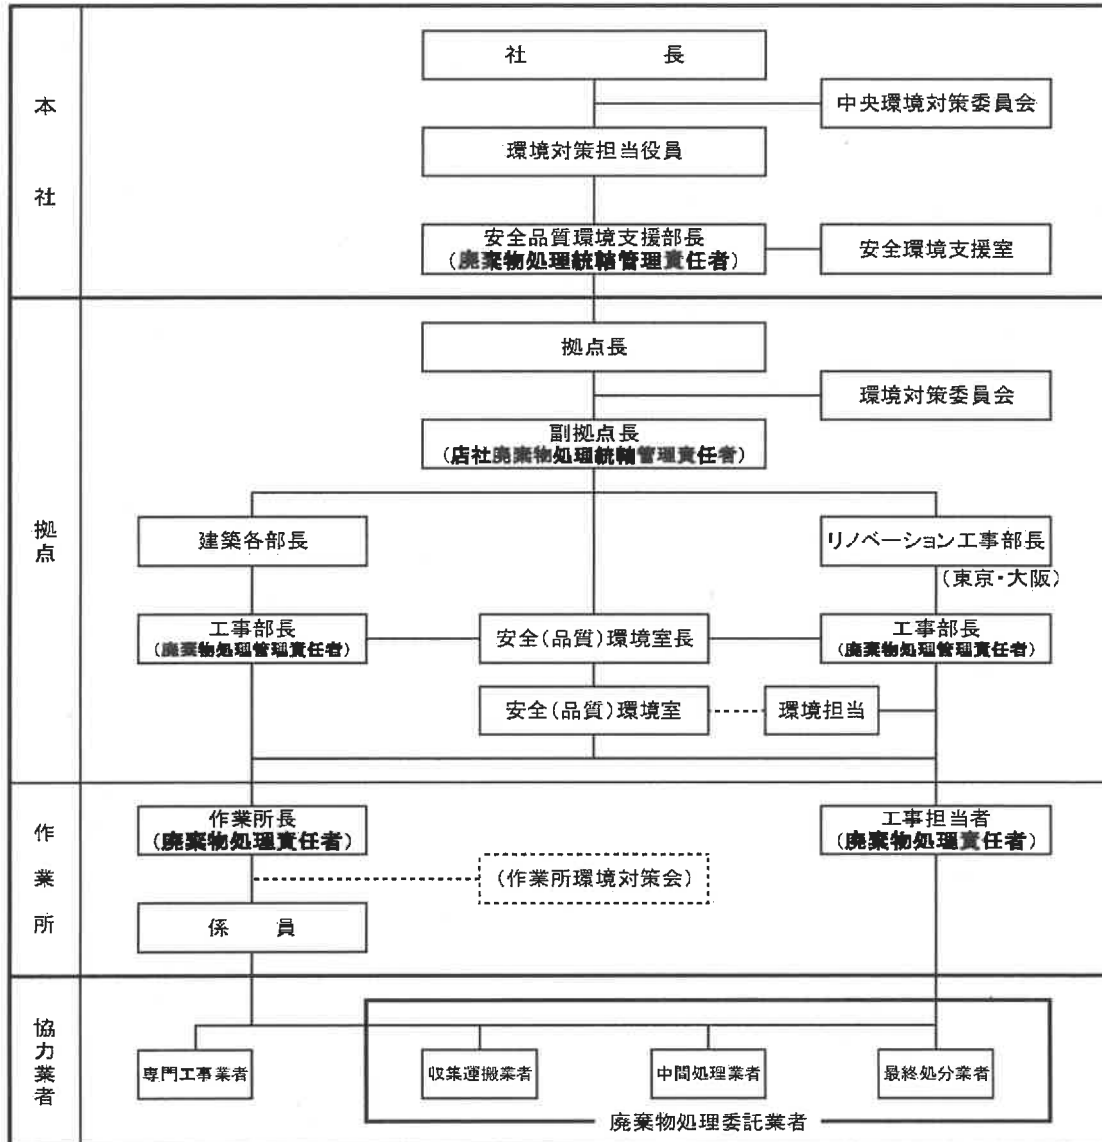 本社
社長
中央環境対策委員会
環境対策担当役員
安全品質環境支援部長
(廃棄物処理統轄管理責任者)
安全環境支援室
拠点
拠点長
環境対策委員会
副拠点長
(店社廃棄物処理統轄管理責任者)
建築各部長
リノベーション工事部長
(東京・大阪)
工事部長
(廃棄物処理管理責任者)
安全(品質)環境室長
工事部長
(廃棄物処理管理責任者)
安全(品質)環境室
環境担当
作業所
作業所長
(廃棄物処理責任者)
工事担当者
(廃棄物処理責任者)
(作業所環境対策会)
係員
協力業者
専門工事業者
収集運搬業者
中間処理業者
最終処分業者
廃棄物処理委託業者